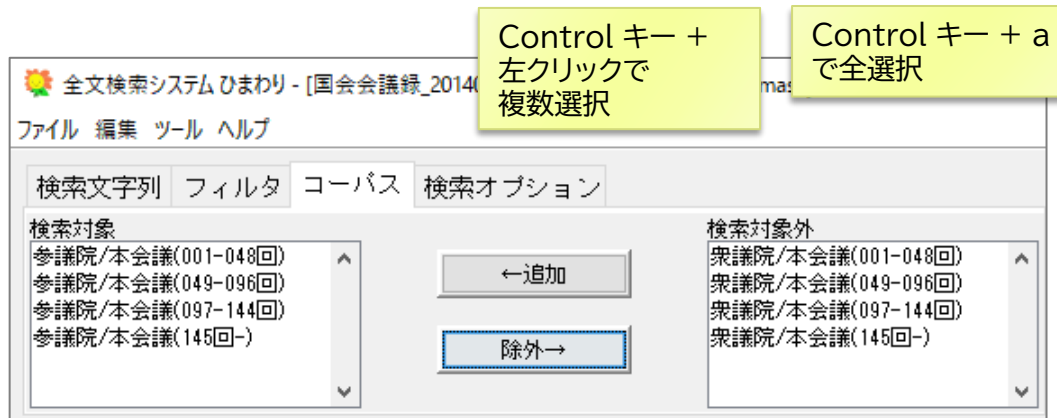 Control キー +
左クリックで
複数選択
Control キー + a
で全選択
全文検索システム ひまわり - [国会会議録_2014
ファイル 編集 ツール ヘルプ
検索文字列 フィルタ コーパス 検索オプション
検索対象
参議院/本会議(001-048回)
参議院/本会議(049-096回)
参議院/本会議(097-144回)
参議院/本会議(145回-)
←追加
除外→
検索対象外
衆議院/本会議(001-048回)
衆議院/本会議(049-096回)
衆議院/本会議(097-144回)
衆議院/本会議(145回-)